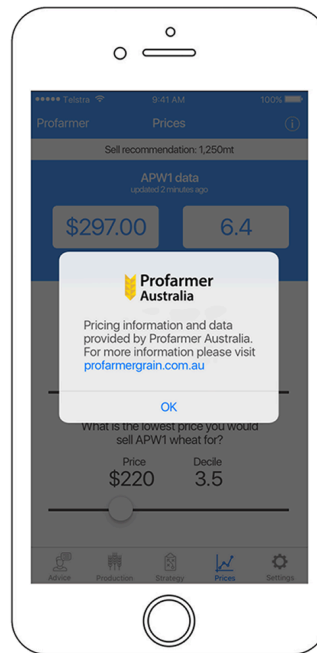 Telstra 9:41 AM 100%
Profarmer Prices
Sell recommendation: 1,250mt
APW1 data
updated 2 minutes ago
$297.00 6.4
Profarmer
Australia
Pricing information and data
provided by Profarmer Australia.
For more information please visit
profarmergrain.com.au
OK
What is the lowest price you would
sell APW1 wheat for?
Price Decile
$220 3.5
Advice Production Strategy Prices Settings